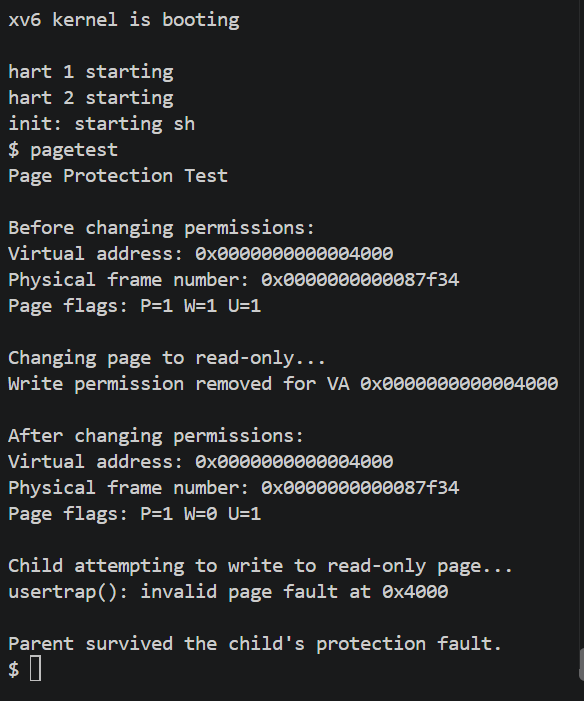 xv6 kernel is booting
hart 1 starting
hart 2 starting
init: starting sh
$ pagetest
Page Protection Test
Before changing permissions:
Virtual address: 0x0000000000004000
Physical frame number: 0x0000000000087f34
Page flags: P=1 W=1 U=1
Changing page to read-only...
Write permission removed for VA 0x0000000000004000
After changing permissions:
Virtual address: 0x0000000000004000
Physical frame number: 0x0000000000087f34
Page flags: P=1 W=0 U=1
Child attempting to write to read-only page...
usertrap(): invalid page fault at 0x4000
Parent survived the child's protection fault.
$